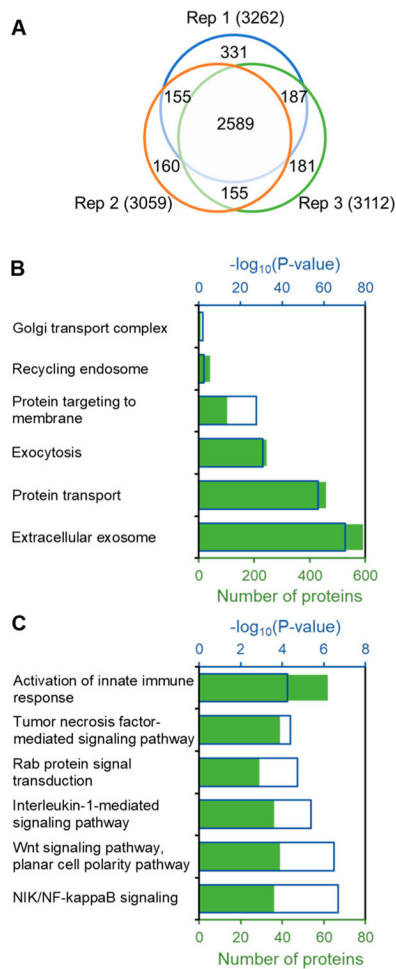 A
Rep 1 (3262)
331
155
187
2589
160
181
155
Rep 2 (3059)
Rep 3 (3112)
B
-log10(P-value)
0 20 40 60 80
Golgi transport complex
Recycling endosome
Protein targeting to
membrane
Exocytosis
Protein transport
Extracellular exosome
0 200 400 600
Number of proteins
C
-log10(P-value)
0 2 4 6 8
Activation of innate immune
response
Tumor necrosis factor-
mediated signaling pathway
Rab protein signal
transduction
Interleukin-1-mediated
signaling pathway
Wnt signaling pathway,
planar cell polarity pathway
NIK/NF-kappaB signaling
0 20 40 60 80
Number of proteins